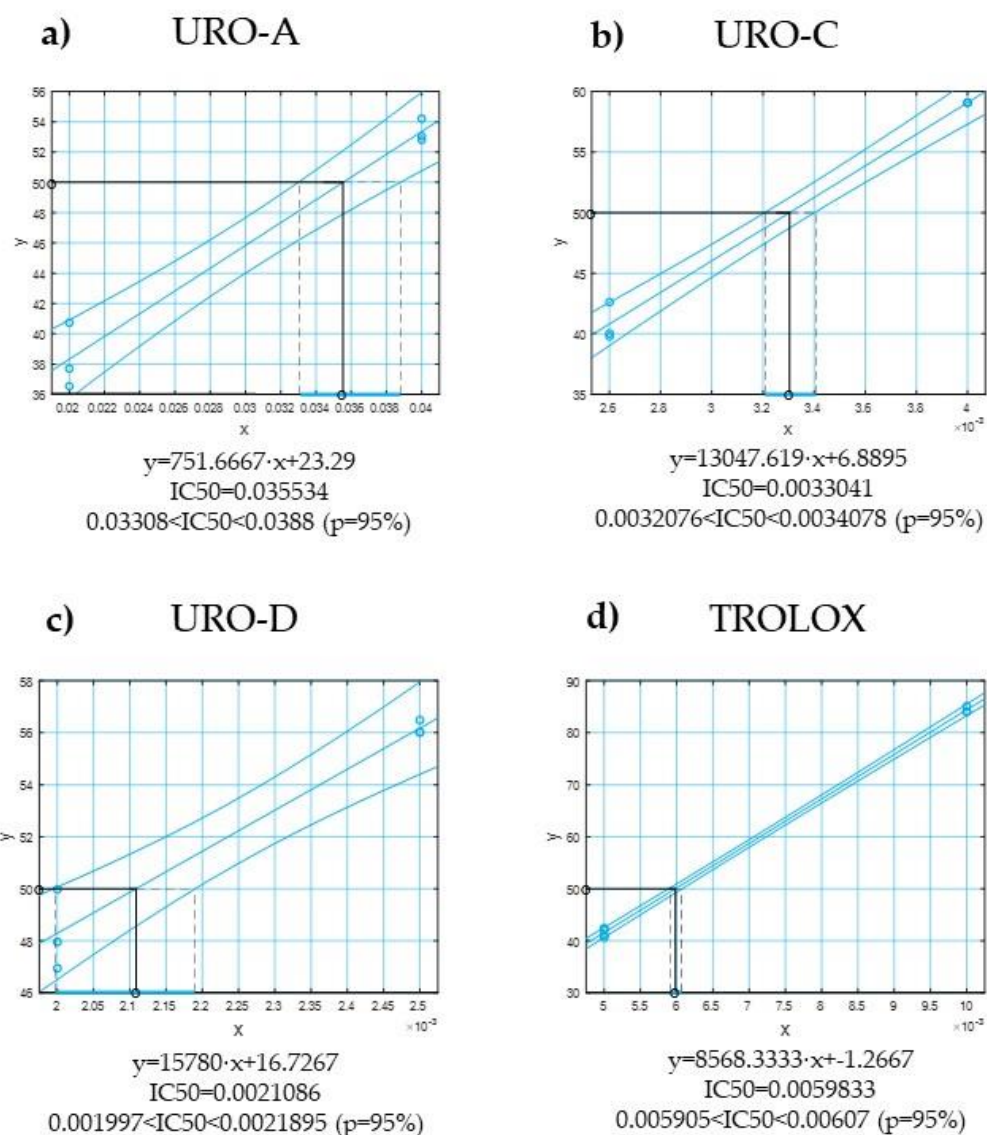 a) URO-A
56
54
52
50
48
46
44
42
40
38
36
y
0.02 0.022 0.024 0.026 0.028 0.03 0.032 0.034 0.036 0.038 0.04
x
y=751.6667·x+23.29
IC50=0.035534
0.03308<IC50<0.0388 (p=95%)
b) URO-C
60
55
50
45
40
35
y
2.6 2.8 3 3.2 3.4 3.6 3.8 4
×10⁻³
x
y=13047.619·x+6.8895
IC50=0.0033041
0.0032076<IC50<0.0034078 (p=95%)
c) URO-D
58
56
54
52
50
48
46
y
2 2.05 2.1 2.15 2.2 2.25 2.3 2.35 2.4 2.45 2.5
×10⁻³
x
y=15780·x+16.7267
IC50=0.0021086
0.001997<IC50<0.0021895 (p=95%)
d) TROLOX
90
80
70
60
50
40
30
y
5 5.5 6 6.5 7 7.5 8 8.5 9 9.5 10
×10⁻³
x
y=8568.3333·x+-1.2667
IC50=0.0059833
0.005905<IC50<0.00607 (p=95%)